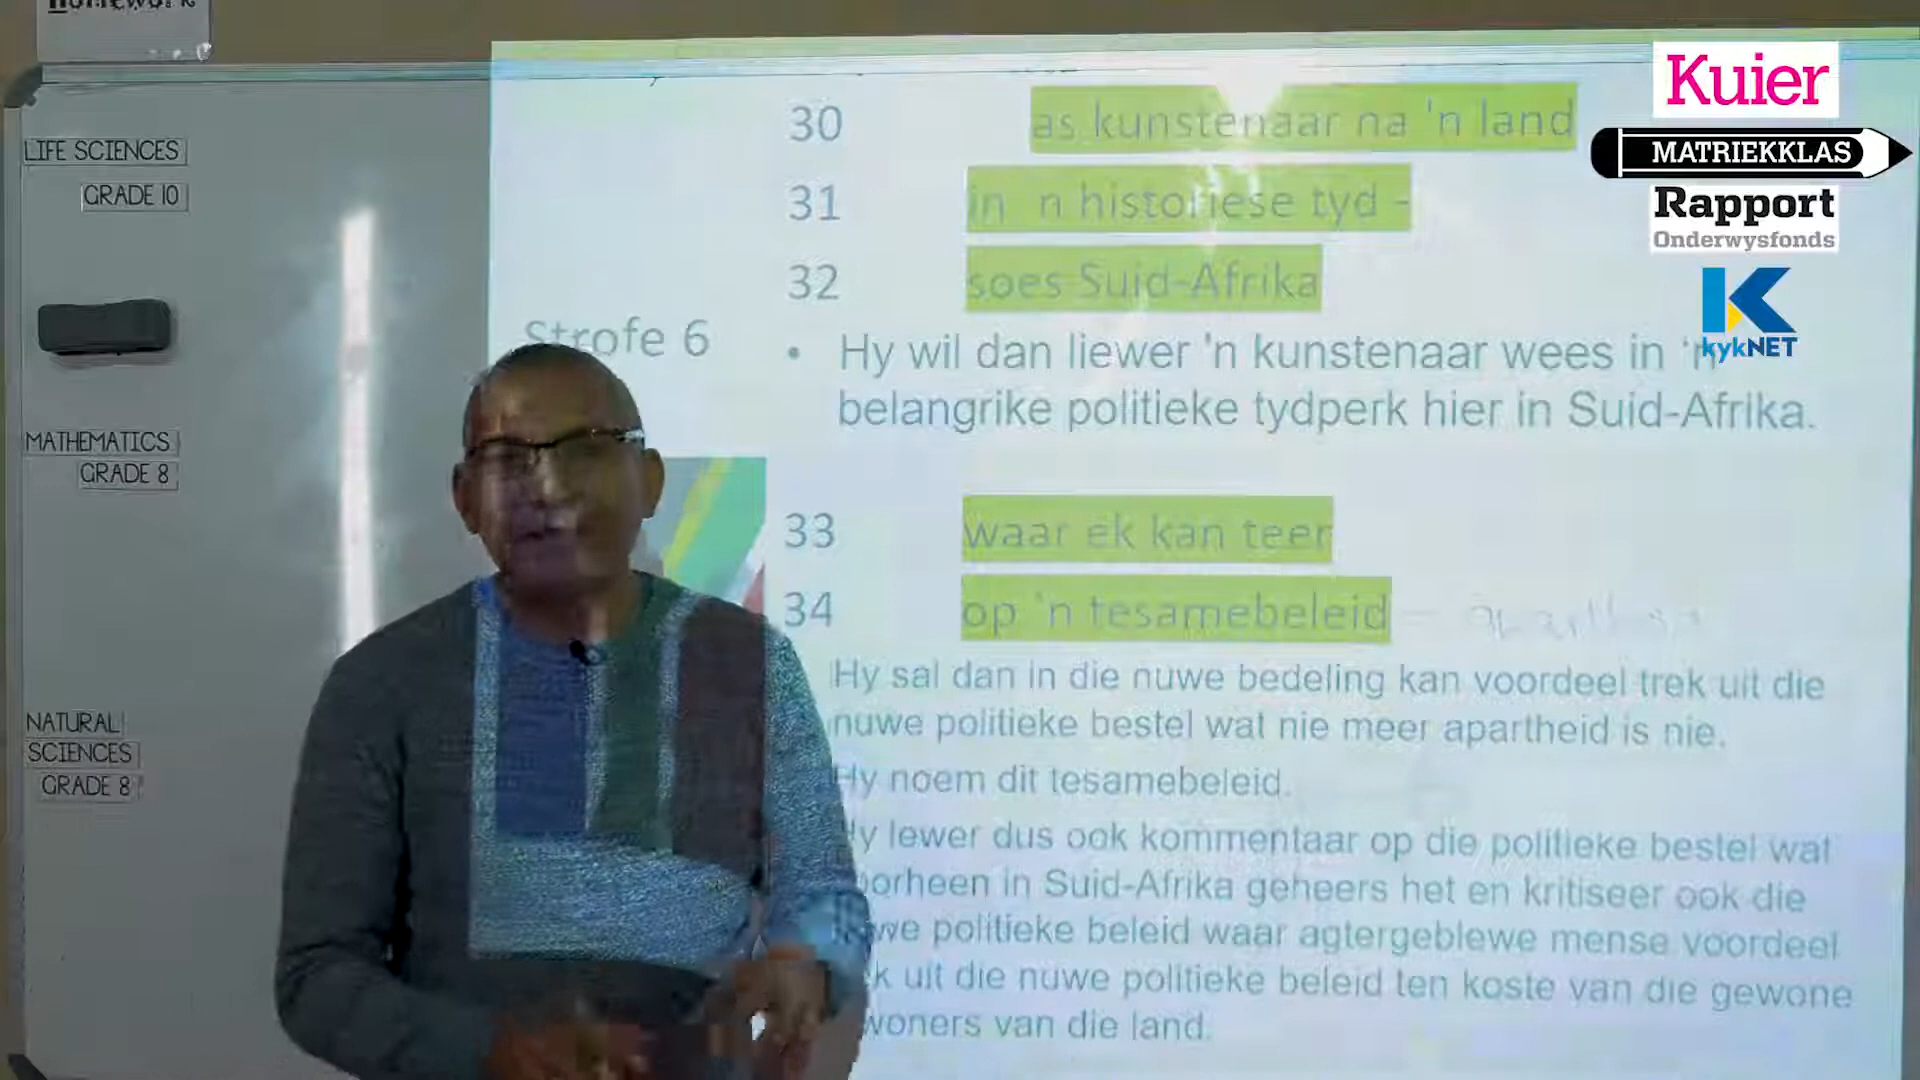 Homework
LIFE SCIENCES
GRADE 10
MATHEMATICS
GRADE 8
NATURAL
SCIENCES
GRADE 8
30 as kunstenaar na 'n land
31 in 'n historiese tyd -
32 soes Suid-Afrika
Strofe 6
• Hy wil dan liewer 'n kunstenaar wees in 'n
belangrike politieke tydperk hier in Suid-Afrika.
33 waar ek kan teer
34 op 'n tesamebeleid
Hy sal dan in die nuwe bedeling kan voordeel trek uit die
nuwe politieke bestel wat nie meer apartheid is nie.
Hy noem dit tesamebeleid.
Hy lewer dus ook kommentaar op die politieke bestel wat
in Suid-Afrika geheers het en kritiseer ook die
politieke beleid waar agtergeblewe mense voordeel
uit die nuwe politieke beleid ten koste van die gewone
van die land.
Kuier
MATRIEKKLAS
Rapport
Onderwysfonds
kykNET